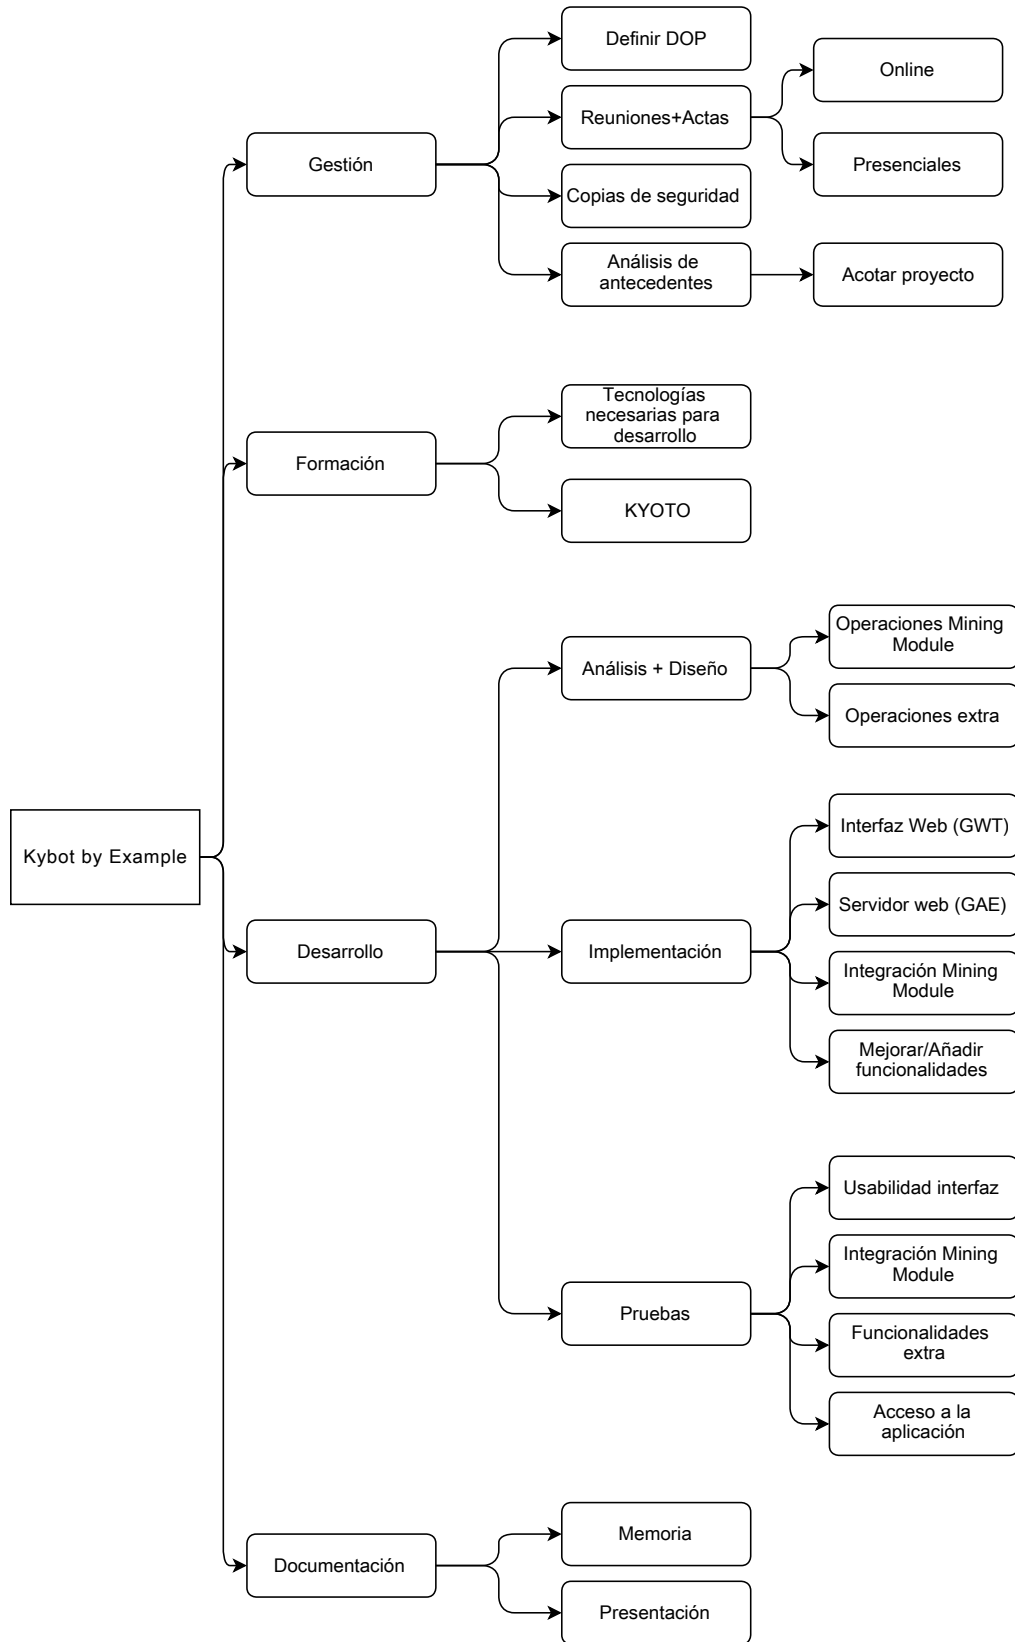 Kybot by Example
Gestión
Definir DOP
Reuniones+Actas
Online
Presenciales
Copias de seguridad
Análisis de
antecedentes
Acotar proyecto
Formación
Tecnologías
necesarias para
desarrollo
KYOTO
Desarrollo
Análisis + Diseño
Operaciones Mining
Module
Operaciones extra
Implementación
Interfaz Web (GWT)
Servidor web (GAE)
Integración Mining
Module
Mejorar/Añadir
funcionalidades
Pruebas
Usabilidad interfaz
Integración Mining
Module
Funcionalidades
extra
Acceso a la
aplicación
Documentación
Memoria
Presentación